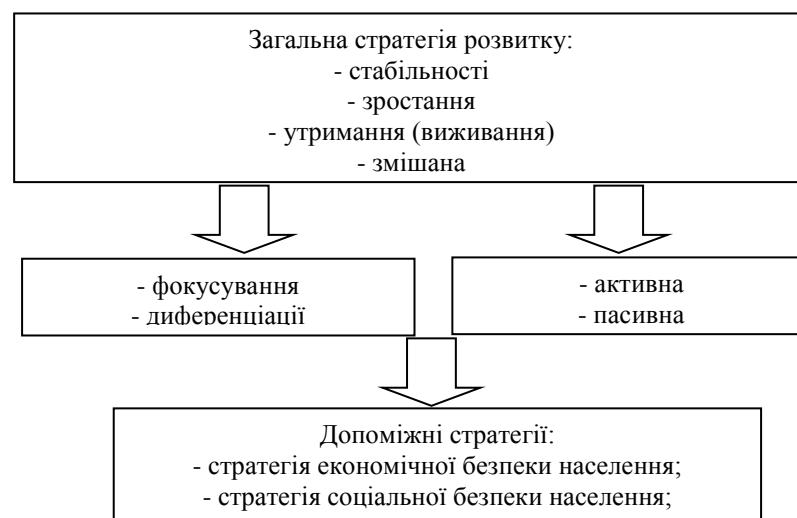 Загальна стратегія розвитку:
- стабільності
- зростання
- утримання (виживання)
- змішана
- фокусування
- диференціації
- активна
- пасивна
Допоміжні стратегії:
- стратегія економічної безпеки населення;
- стратегія соціальної безпеки населення;